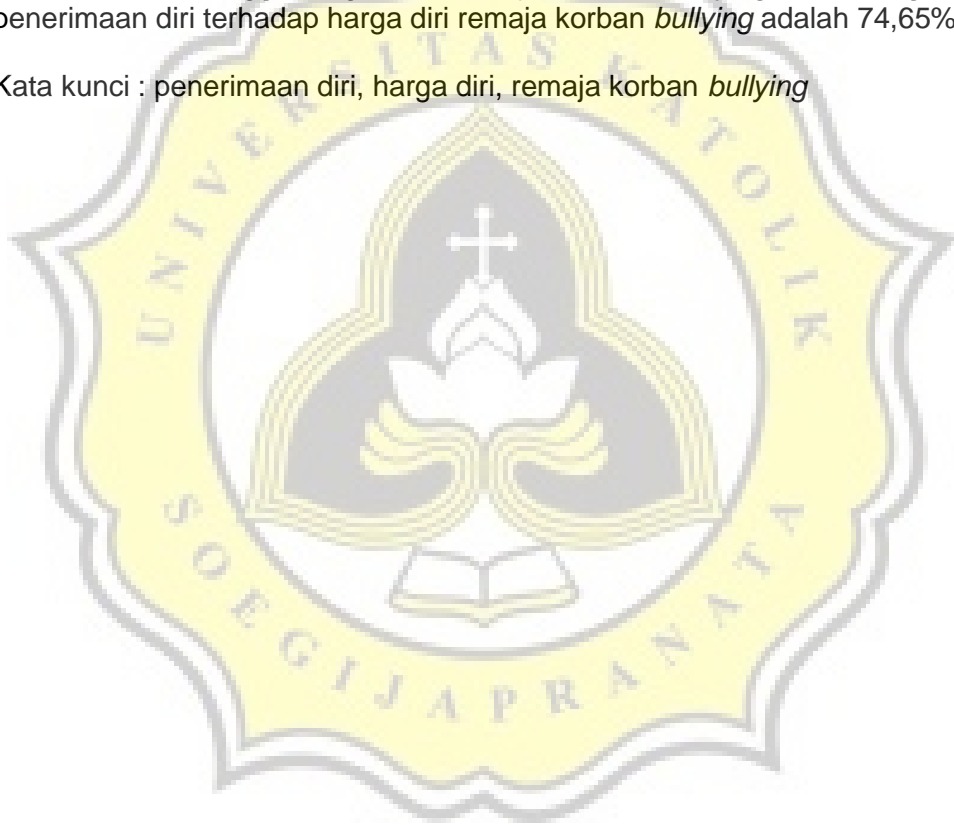 penerimaan diri terhadap harga diri remaja korban bullying adalah 74,65%
Kata kunci : penerimaan diri, harga diri, remaja korban bullying
UNIVERSITAS KATOLIK
SOEGIJAPRANATA